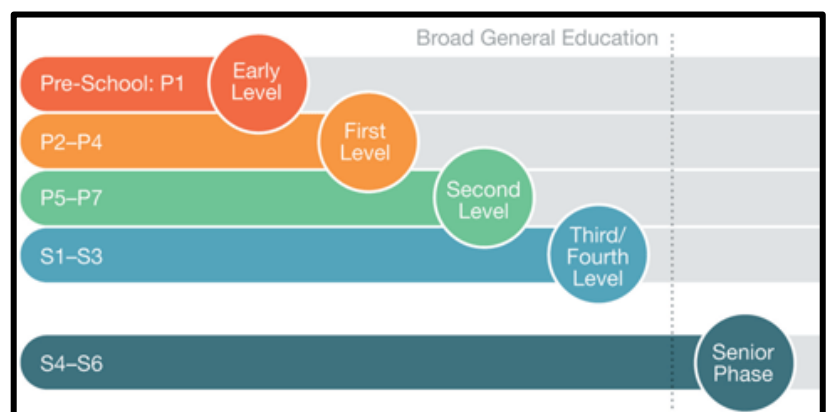 Broad General Education
Pre-School: P1
Early
Level
P2–P4
First
Level
P5–P7
Second
Level
S1–S3
Third/
Fourth
Level
S4–S6
Senior
Phase